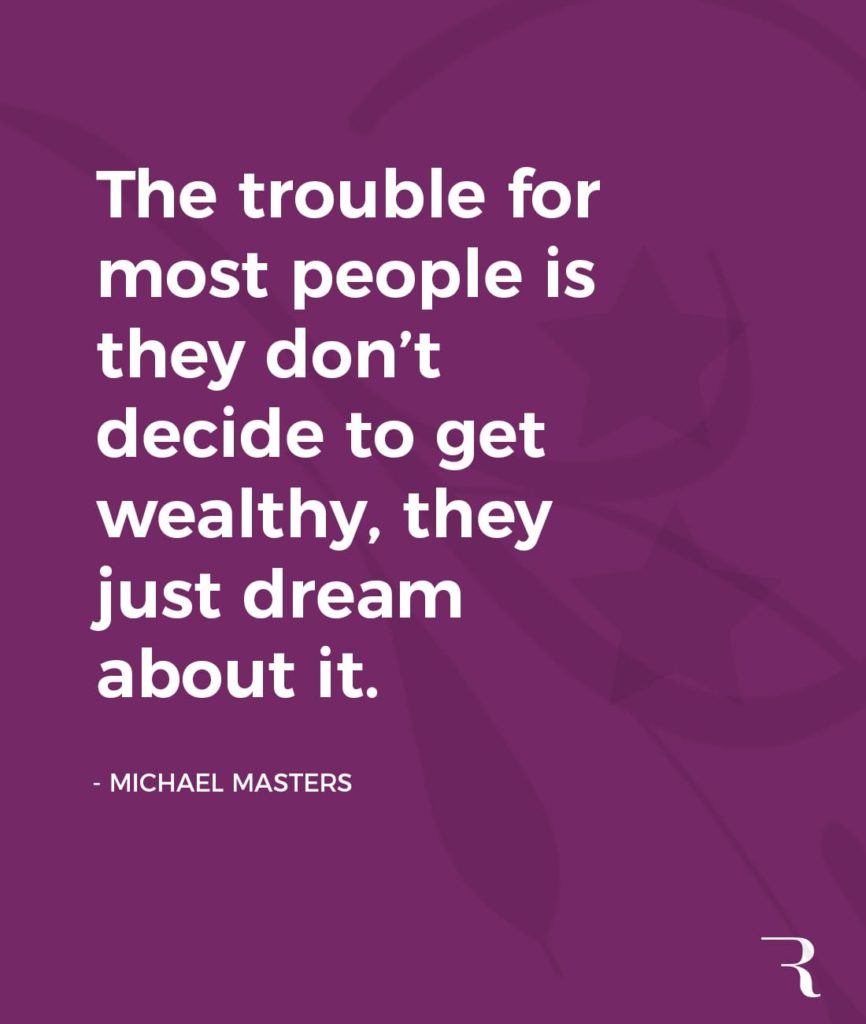 The trouble for
most people is
they don’t
decide to get
wealthy, they
just dream
about it.
- MICHAEL MASTERS
R